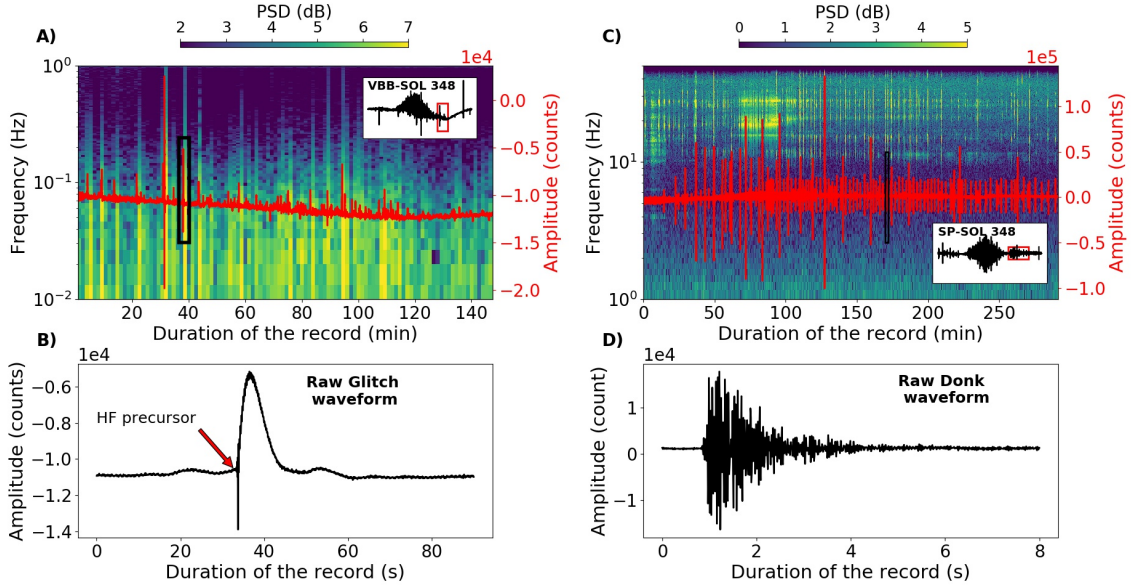 PSD (dB)
A)
2 3 4 5 6 7
1e4
10⁰
10⁻¹
10⁻²
Frequency (Hz)
VBB-SOL 348
0.0
−0.5
−1.0
−1.5
−2.0
Amplitude (counts)
20 40 60 80 100 120 140
Duration of the record (min)
PSD (dB)
C)
0 1 2 3 4 5
1e5
10¹
10⁰
Frequency (Hz)
SP-SOL 348
1.0
0.5
0.0
−0.5
−1.0
Amplitude (counts)
0 50 100 150 200 250
Duration of the record (min)
B)
1e4
−0.6
−0.8
−1.0
−1.2
−1.4
Amplitude (counts)
Raw Glitch
waveform
HF precursor
0 20 40 60 80
Duration of the record (s)
D)
1e4
1
0
−1
Amplitude (count)
Raw Donk
waveform
0 2 4 6 8
Duration of the record (s)